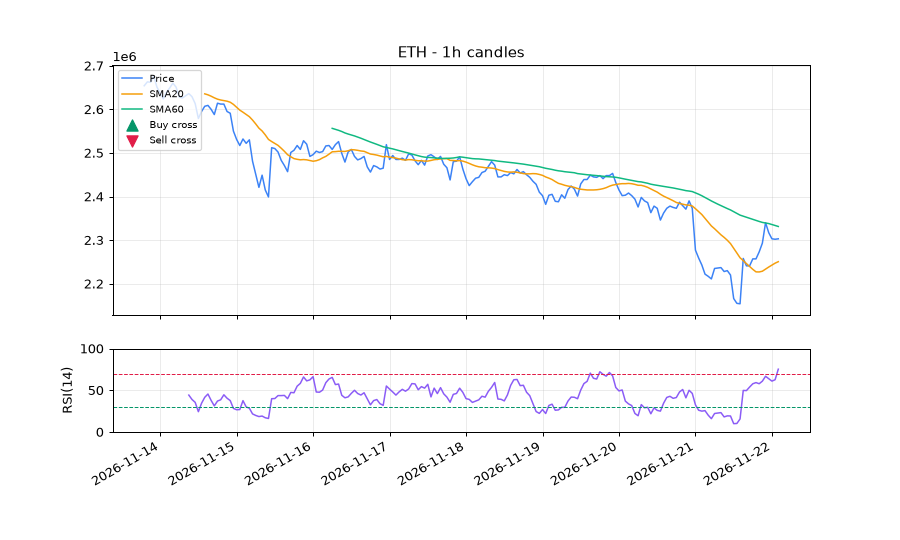 ETH - 1h candles
1e6
2.7
2.6
2.5
2.4
2.3
2.2
Price
SMA20
SMA60
Buy cross
Sell cross
100
50
0
RSI(14)
2026-11-14
2026-11-15
2026-11-16
2026-11-17
2026-11-18
2026-11-19
2026-11-20
2026-11-21
2026-11-22